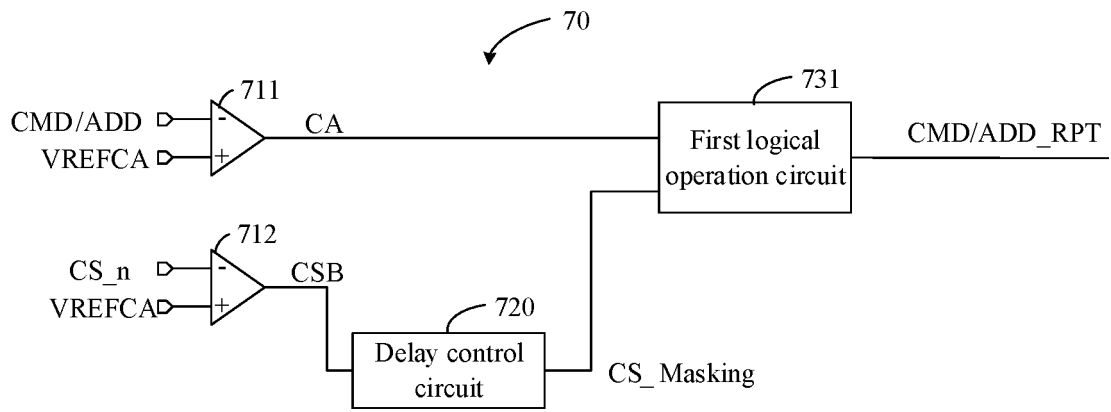 70
711
731
CMD/ADD
-
CA
First logical
operation circuit
CMD/ADD_RPT
VREFCA
+
712
CS_n
-
CSB
VREFCA
+
720
Delay control
circuit
CS_ Masking